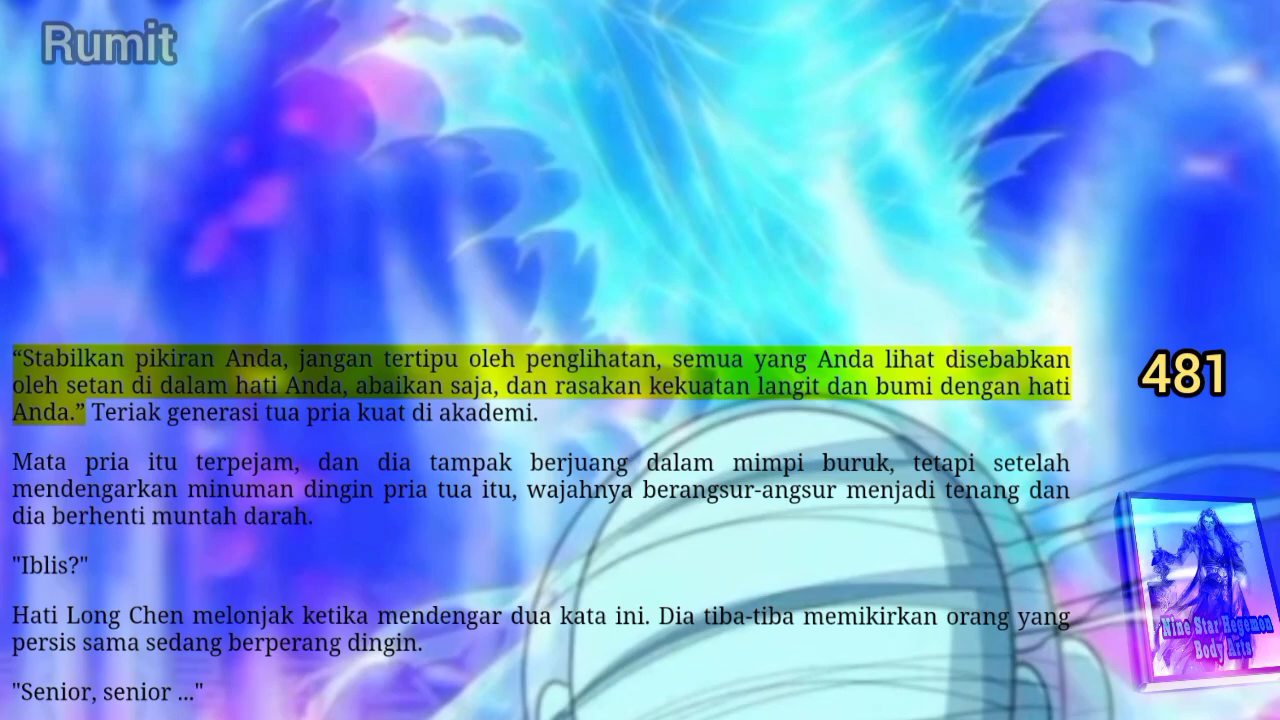 Rumit
“Stabilkan pikiran Anda, jangan tertipu oleh penglihatan, semua yang Anda lihat disebabkan
oleh setan di dalam hati Anda, abaikan saja, dan rasakan kekuatan langit dan bumi dengan hati
Anda.” Teriak generasi tua pria kuat di akademi.
481
Mata pria itu terpejam, dan dia tampak berjuang dalam mimpi buruk, tetapi setelah
mendengarkan minuman dingin pria tua itu, wajahnya berangsur-angsur menjadi tenang dan
dia berhenti muntah darah.
"Iblis?"
Hati Long Chen melonjak ketika mendengar dua kata ini. Dia tiba-tiba memikirkan orang yang
persis sama sedang berperang dingin.
"Senior, senior ..."
Nine Star Hegemon
Body Arts